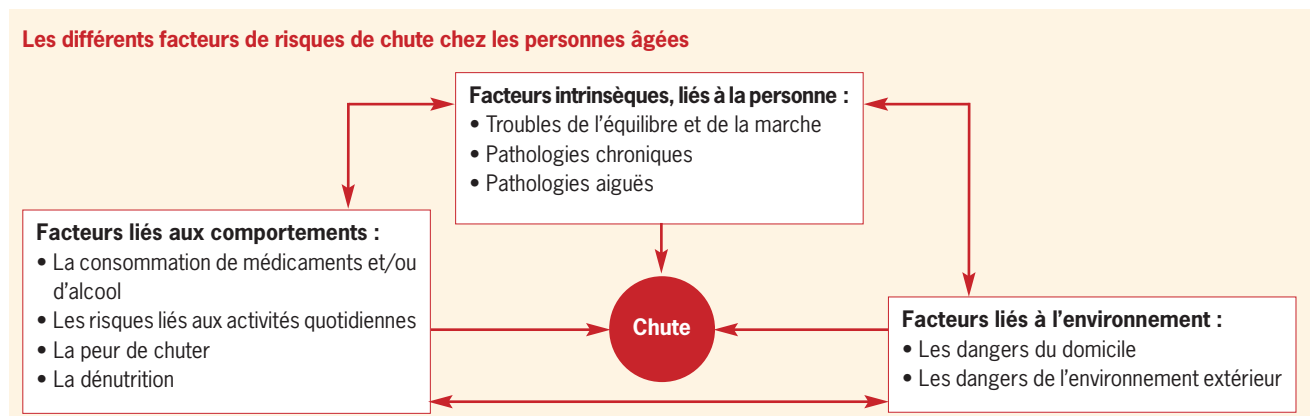 Les différents facteurs de risques de chute chez les personnes âgées
Facteurs intrinsèques, liés à la personne :
• Troubles de l'équilibre et de la marche
• Pathologies chroniques
• Pathologies aiguës
Facteurs liés aux comportements :
• La consommation de médicaments et/ou
d'alcool
• Les risques liés aux activités quotidiennes
• La peur de chuter
• La dénutrition
Chute
Facteurs liés à l'environnement :
• Les dangers du domicile
• Les dangers de l'environnement extérieur